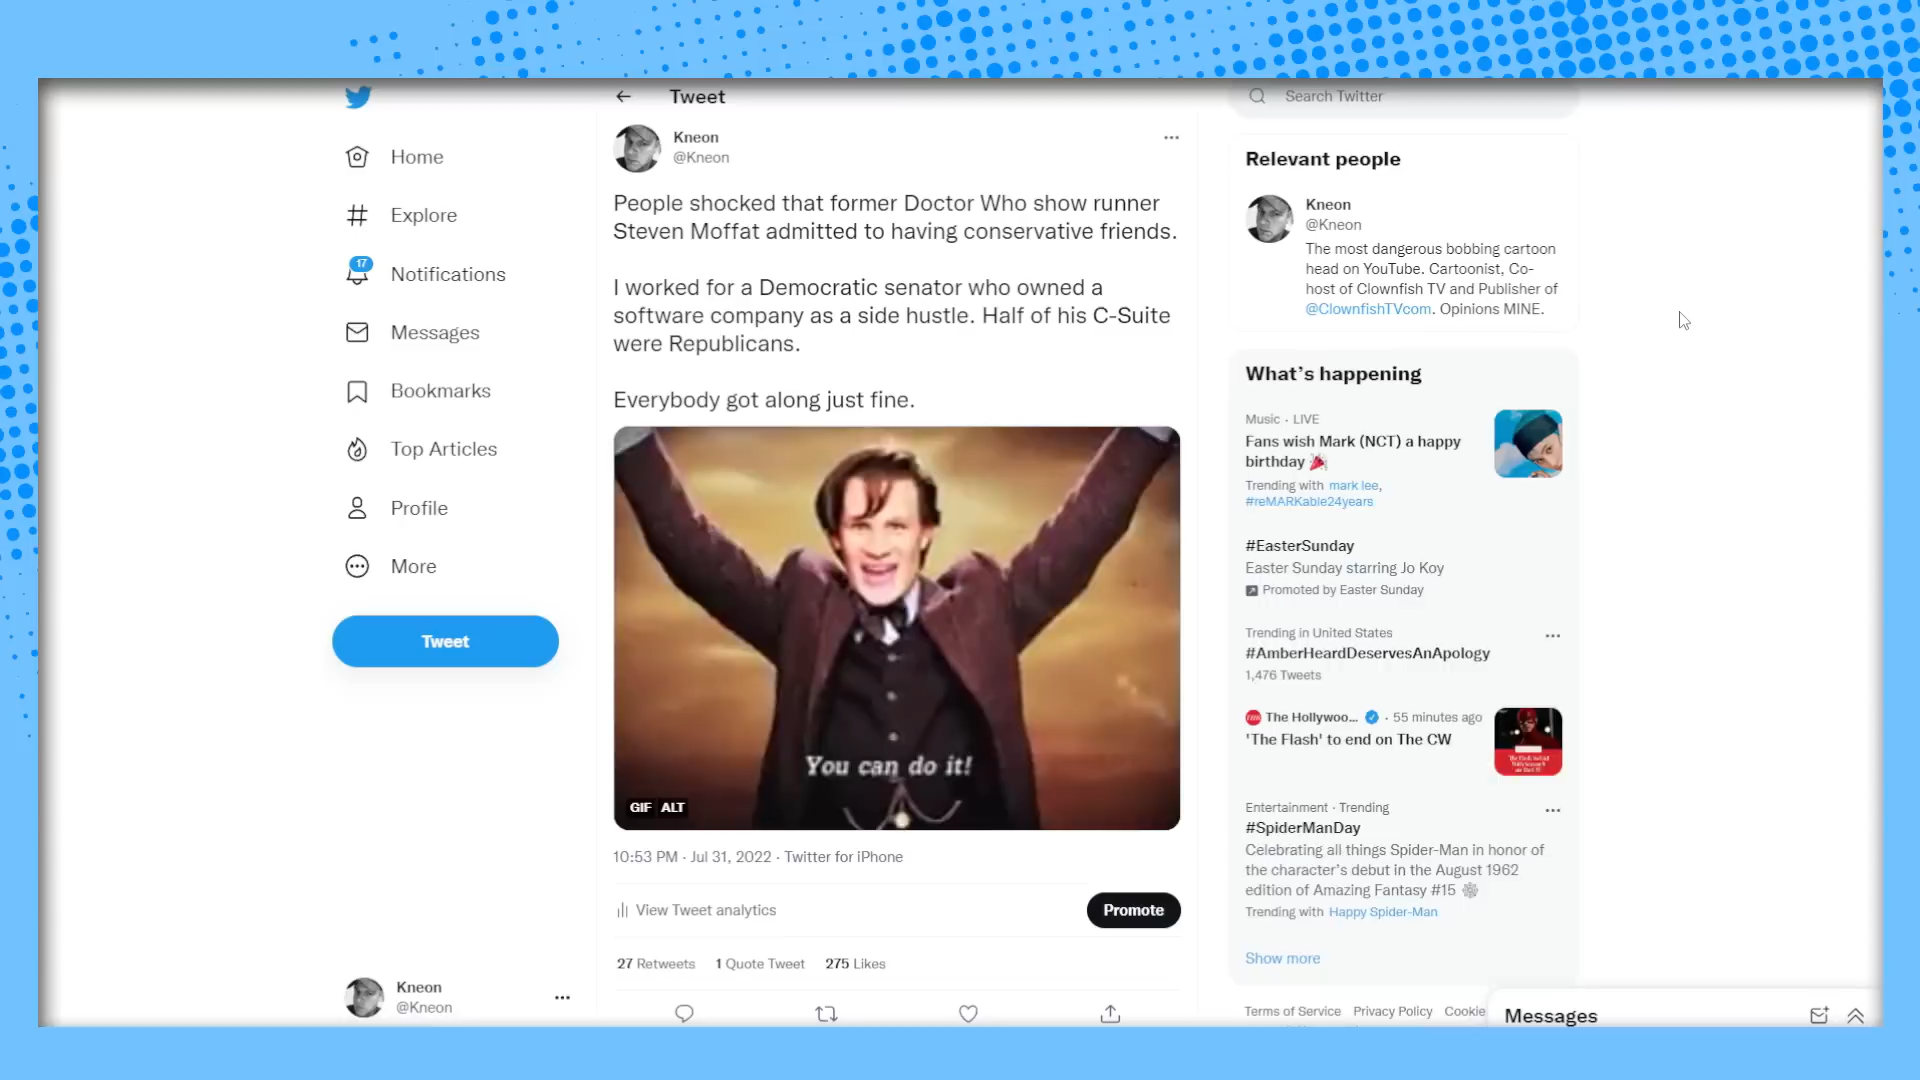 Home
Explore
17
Notifications
Messages
Bookmarks
Top Articles
Profile
More
Tweet
Kneon
@Kneon
Tweet
Kneon
@Kneon
People shocked that former Doctor Who show runner
Steven Moffat admitted to having conservative friends.
I worked for a Democratic senator who owned a
software company as a side hustle. Half of his C-Suite
were Republicans.
Everybody got along just fine.
You can do it!
GIF ALT
10:53 PM · Jul 31, 2022 · Twitter for iPhone
View Tweet analytics
Promote
27 Retweets 1 Quote Tweet 275 Likes
Search Twitter
Relevant people
Kneon
@Kneon
The most dangerous bobbing cartoon
head on YouTube. Cartoonist, Co-
host of Clownfish TV and Publisher of
@ClownfishTVcom. Opinions MINE.
What's happening
Music · LIVE
Fans wish Mark (NCT) a happy
birthday
Trending with mark lee,
#reMARKable24years
#EasterSunday
Easter Sunday starring Jo Koy
Promoted by Easter Sunday
Trending in United States
#AmberHeardDeservesAnApology
1,476 Tweets
The Hollywoo... · 55 minutes ago
'The Flash' to end on The CW
Entertainment · Trending
#SpiderManDay
Celebrating all things Spider-Man in honor of
the character's debut in the August 1962
edition of Amazing Fantasy #15
Trending with Happy Spider-Man
Show more
Terms of Service Privacy Policy Cookie
Messages